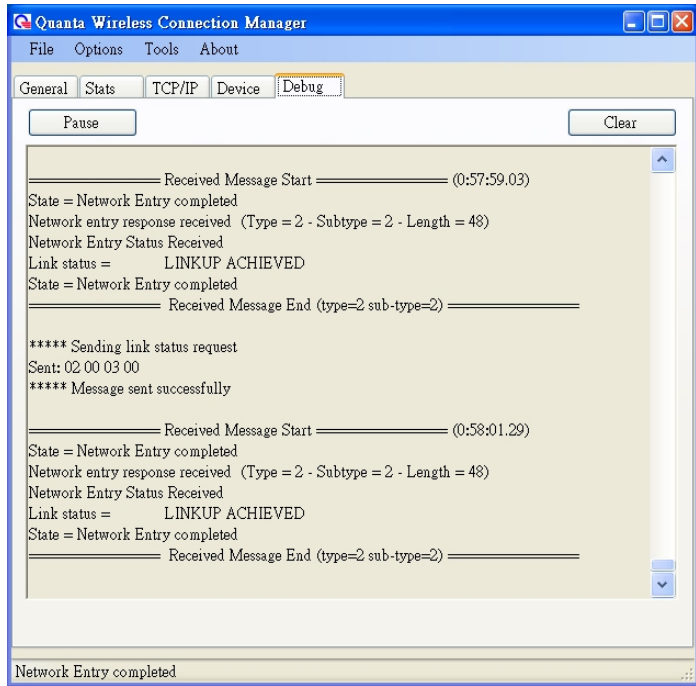 Quanta Wireless Connection Manager
File Options Tools About
General Stats TCP/IP Device Debug
Pause Clear
==================== Received Message Start ==================== (0:57:59.03)
State = Network Entry completed
Network entry response received (Type = 2 - Subtype = 2 - Length = 48)
Network Entry Status Received
Link status = LINKUP ACHIEVED
State = Network Entry completed
==================== Received Message End (type=2 sub-type=2) ====================
***** Sending link status request
Sent: 02 00 03 00
***** Message sent successfully
==================== Received Message Start ==================== (0:58:01.29)
State = Network Entry completed
Network entry response received (Type = 2 - Subtype = 2 - Length = 48)
Network Entry Status Received
Link status = LINKUP ACHIEVED
State = Network Entry completed
==================== Received Message End (type=2 sub-type=2) ====================
Network Entry completed